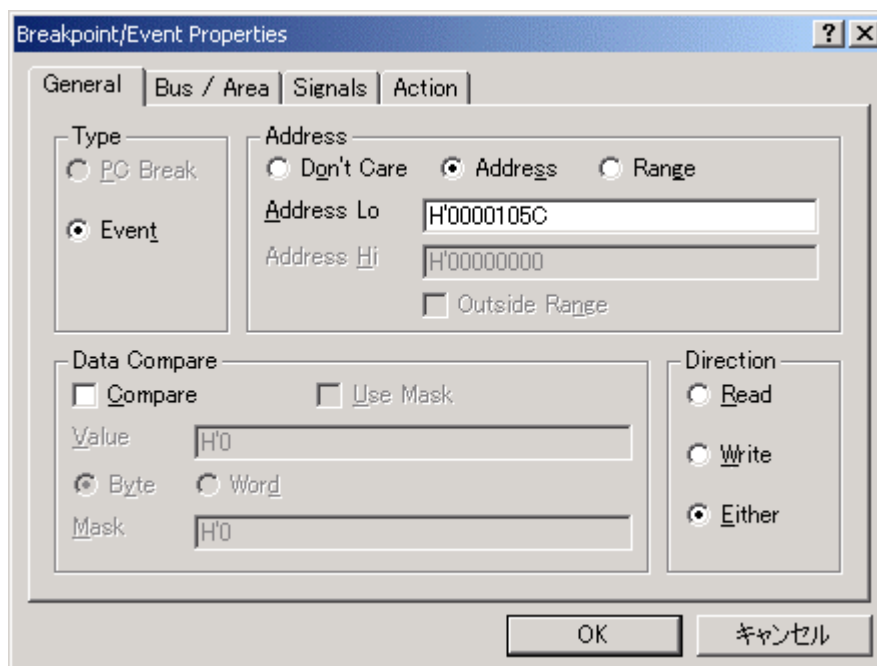 Breakpoint/Event Properties
General Bus / Area Signals Action
Type
PC Break
Event
Address
Don't Care Address Range
Address Lo H'0000105C
Address Hi H'00000000
Outside Range
Data Compare
Compare Use Mask
Value H'0
Byte Word
Mask H'0
Direction
Read
Write
Either
OK キャンセル